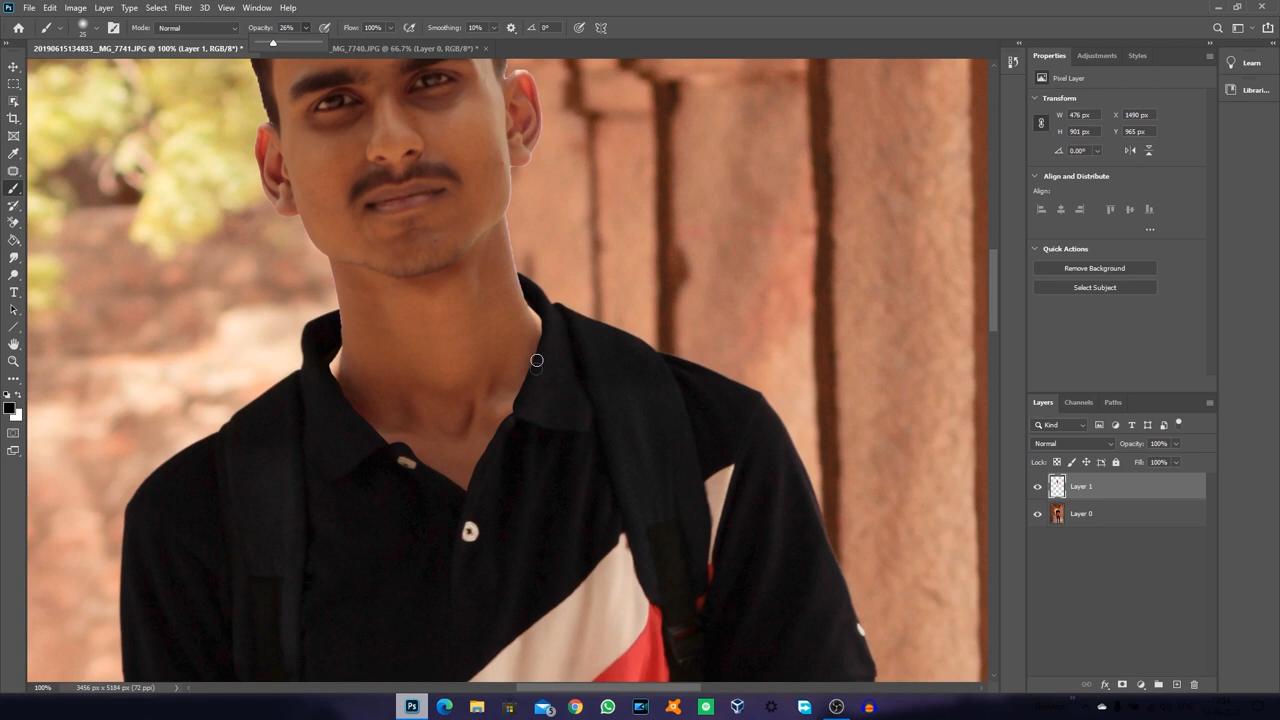 File Edit Image Layer Type Select Filter 3D View Window Help
Mode: Normal Opacity: 26% Flow: 100% Smoothing: 10% 0°
25
20190615134833__MG_7741.JPG @ 100% (Layer 1, RGB/8*) *
_MG_7740.JPG @ 66.7% (Layer 0, RGB/8*) *
Properties Adjustments Styles
Learn
Pixel Layer
Librari...
Transform
W 476 px X 1490 px
H 901 px Y 965 px
0.00°
Align and Distribute
Align:
Quick Actions
Remove Background
Select Subject
Layers Channels Paths
Kind
Normal Opacity: 100%
Lock: Fill: 100%
Layer 1
Layer 0
100% 3456 px x 5184 px (72 ppi)